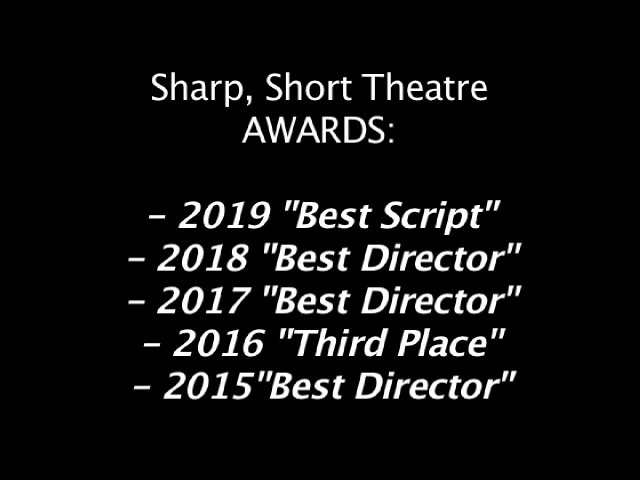 Sharp, Short Theatre
AWARDS:
- 2019 "Best Script"
- 2018 "Best Director"
- 2017 "Best Director"
- 2016 "Third Place"
- 2015"Best Director"